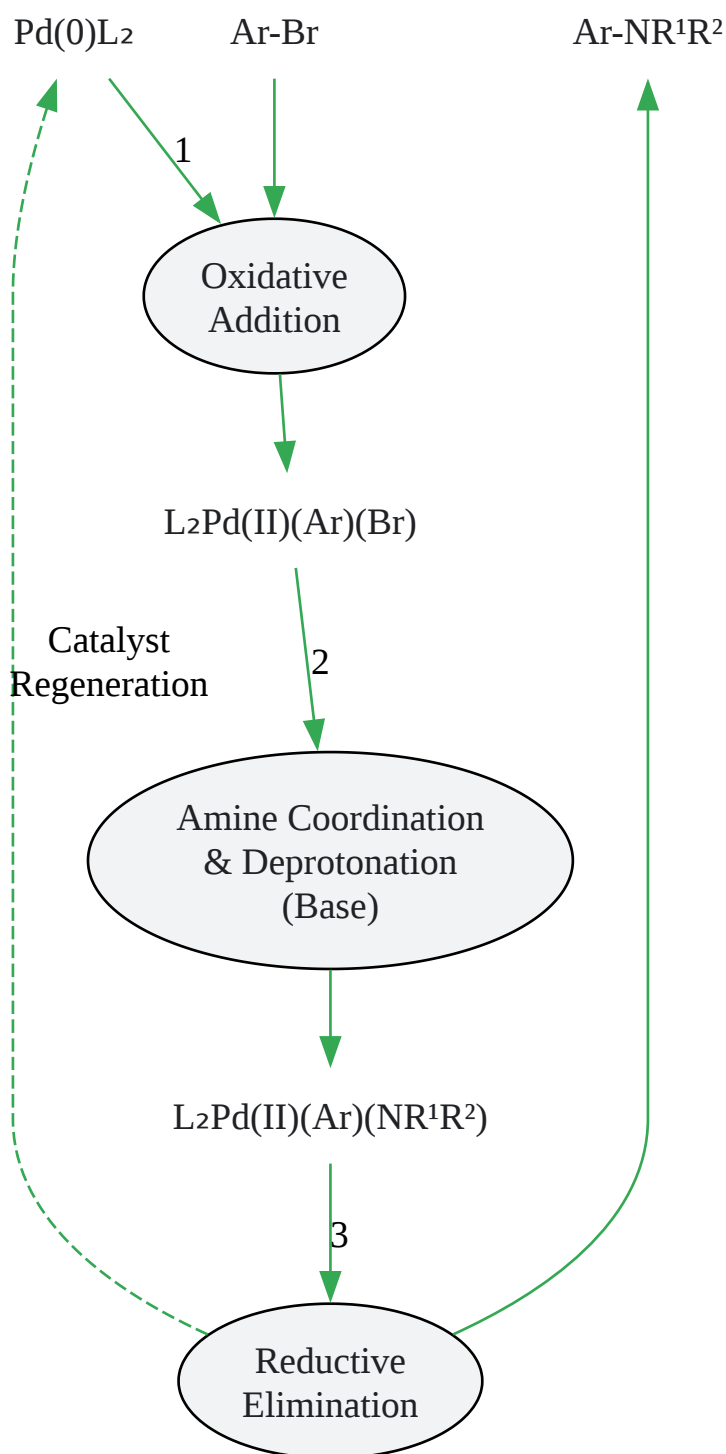 Pd(0)L₂
Ar-Br
Ar-NR¹R²
1
Oxidative
Addition
L₂Pd(II)(Ar)(Br)
Catalyst
Regeneration
2
Amine Coordination
& Deprotonation
(Base)
L₂Pd(II)(Ar)(NR¹R²)
3
Reductive
Elimination